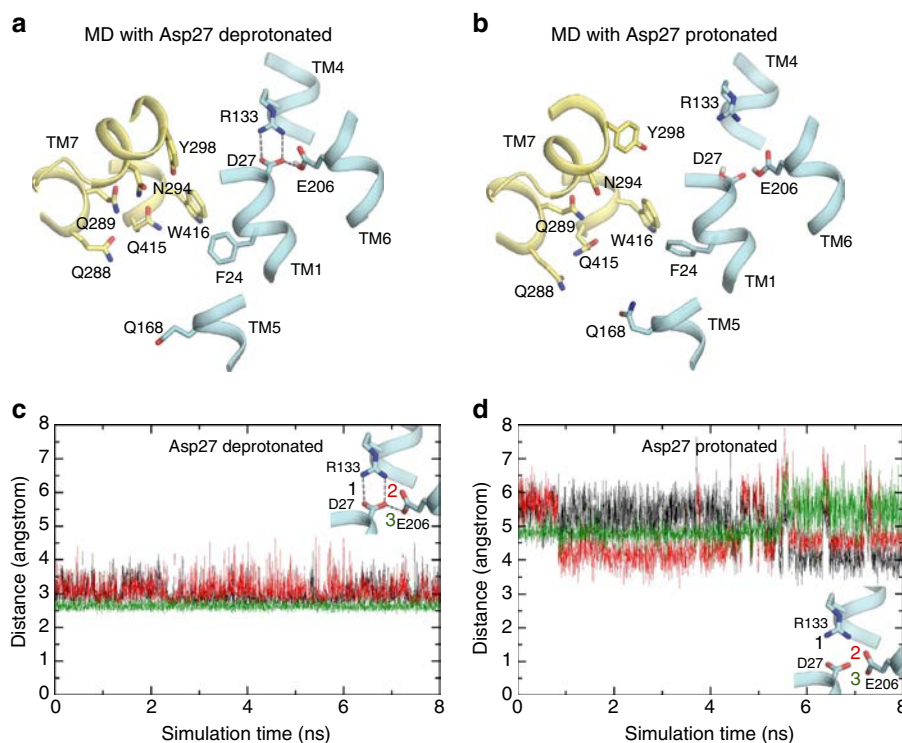 a
MD with Asp27 deprotonated
TM4
R133
TM7
Y298
D27
N294
E206
Q289
W416
TM6
Q415
Q288
F24
TM1
Q168
TM5
b
MD with Asp27 protonated
TM4
R133
Y298
TM7
D27
N294
E206
Q289
W416
TM6
Q415
F24
Q288
TM1
Q168
TM5
c
8
7
6
5
4
3
2
1
0
Distance (angstrom)
Asp27 deprotonated
R133
1
2
D27
3
E206
0
2
4
6
8
Simulation time (ns)
d
8
7
6
5
4
3
2
1
0
Distance (angstrom)
Asp27 protonated
R133
1
2
D27
3
E206
0
2
4
6
8
Simulation time (ns)